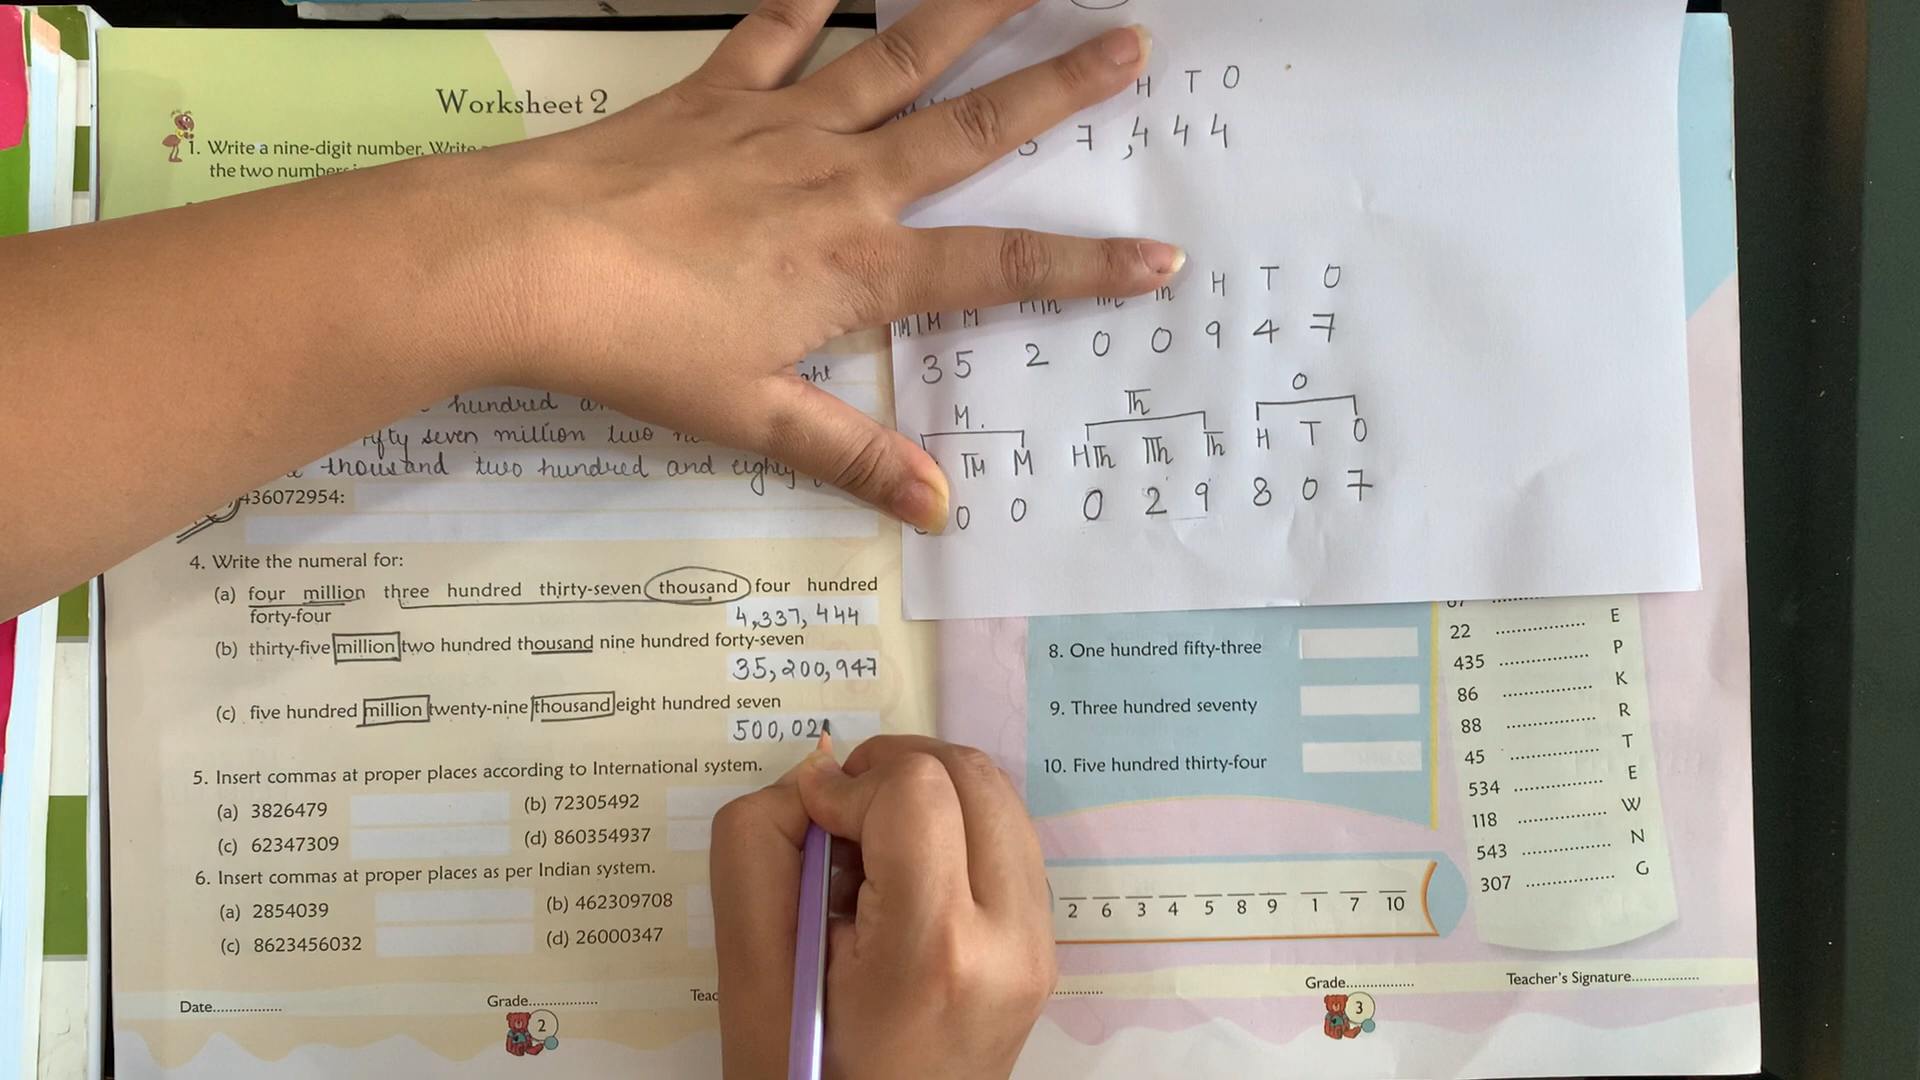 Worksheet 2
1. Write a nine-digit number. Write
the two numbers
hundred
fifty seven million two
thousand two hundred and eighty
436072954:
4. Write the numeral for:
(a) four million three hundred thirty-seven thousand four hundred
forty-four
4,337,444
(b) thirty-five million two hundred thousand nine hundred forty-seven
35,200,947
(c) five hundred million twenty-nine thousand eight hundred seven
500,02
5. Insert commas at proper places according to International system.
(a) 3826479 (b) 72305492
(c) 62347309 (d) 860354937
6. Insert commas at proper places as per Indian system.
(a) 2854039 (b) 462309708
(c) 8623456032 (d) 26000347
Date................ Grade................
2
H T O
3 7 ,4 4 4
TM M HTh TTh Th H T O
3 5 2 0 0 9 4 7
M. Th O
TM M HTh TTh Th H T O
0 0 0 2 9 8 0 7
8. One hundred fifty-three
9. Three hundred seventy
10. Five hundred thirty-four
2 6 3 4 5 8 9 1 7 10
22 ................ E
435 ................ P
86 ................ K
88 ................ R
45 ................ T
534 ................ E
118 ................ W
543 ................ N
307 ................ G
Grade................ Teacher's Signature................
3